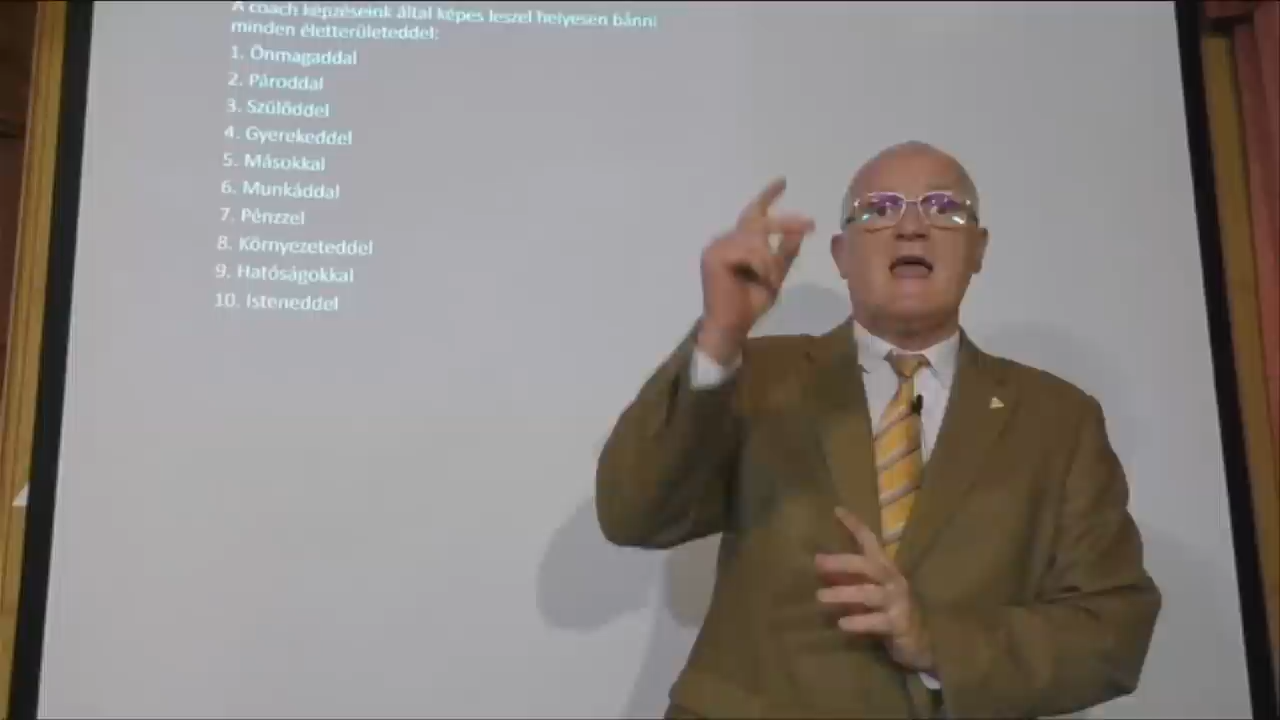 A coach képzéseink által képes leszel helyesen bánni
minden életterületeddel:
1. Önmagaddal
2. Pároddal
3. Szülőddel
4. Gyerekeddel
5. Másokkal
6. Munkáddal
7. Pénzzel
8. Környezeteddel
9. Hatóságokkal
10. Isteneddel